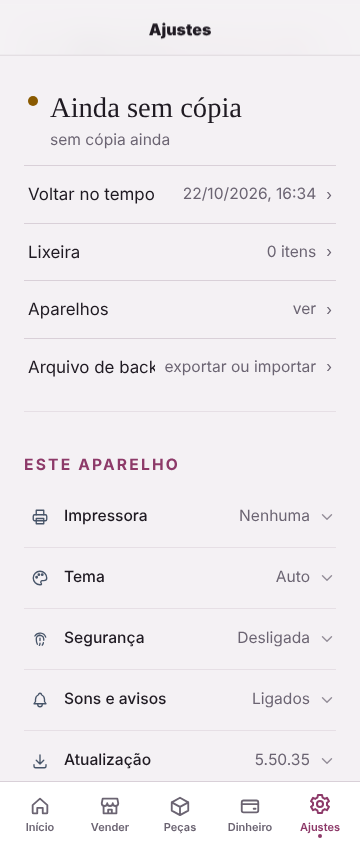 Ajustes
Ainda sem cópia
sem cópia ainda
Voltar no tempo 22/10/2026, 16:34 ›
Lixeira 0 itens ›
Aparelhos ver ›
Arquivo de back exportar ou importar ›
ESTE APARELHO
Impressora Nenhuma
Tema Auto
Segurança Desligada
Sons e avisos Ligados
Atualização 5.50.35
Início Vender Peças Dinheiro Ajustes